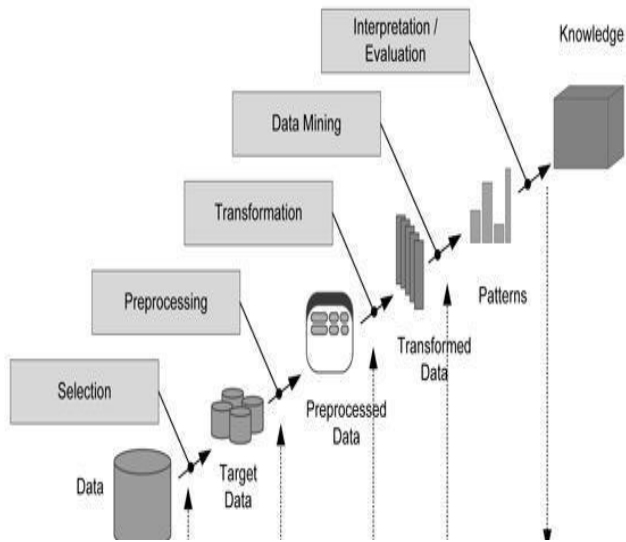 Interpretation /
Evaluation
Knowledge
Data Mining
Transformation
Patterns
Preprocessing
Transformed
Data
Selection
Preprocessed
Data
Target
Data
Data